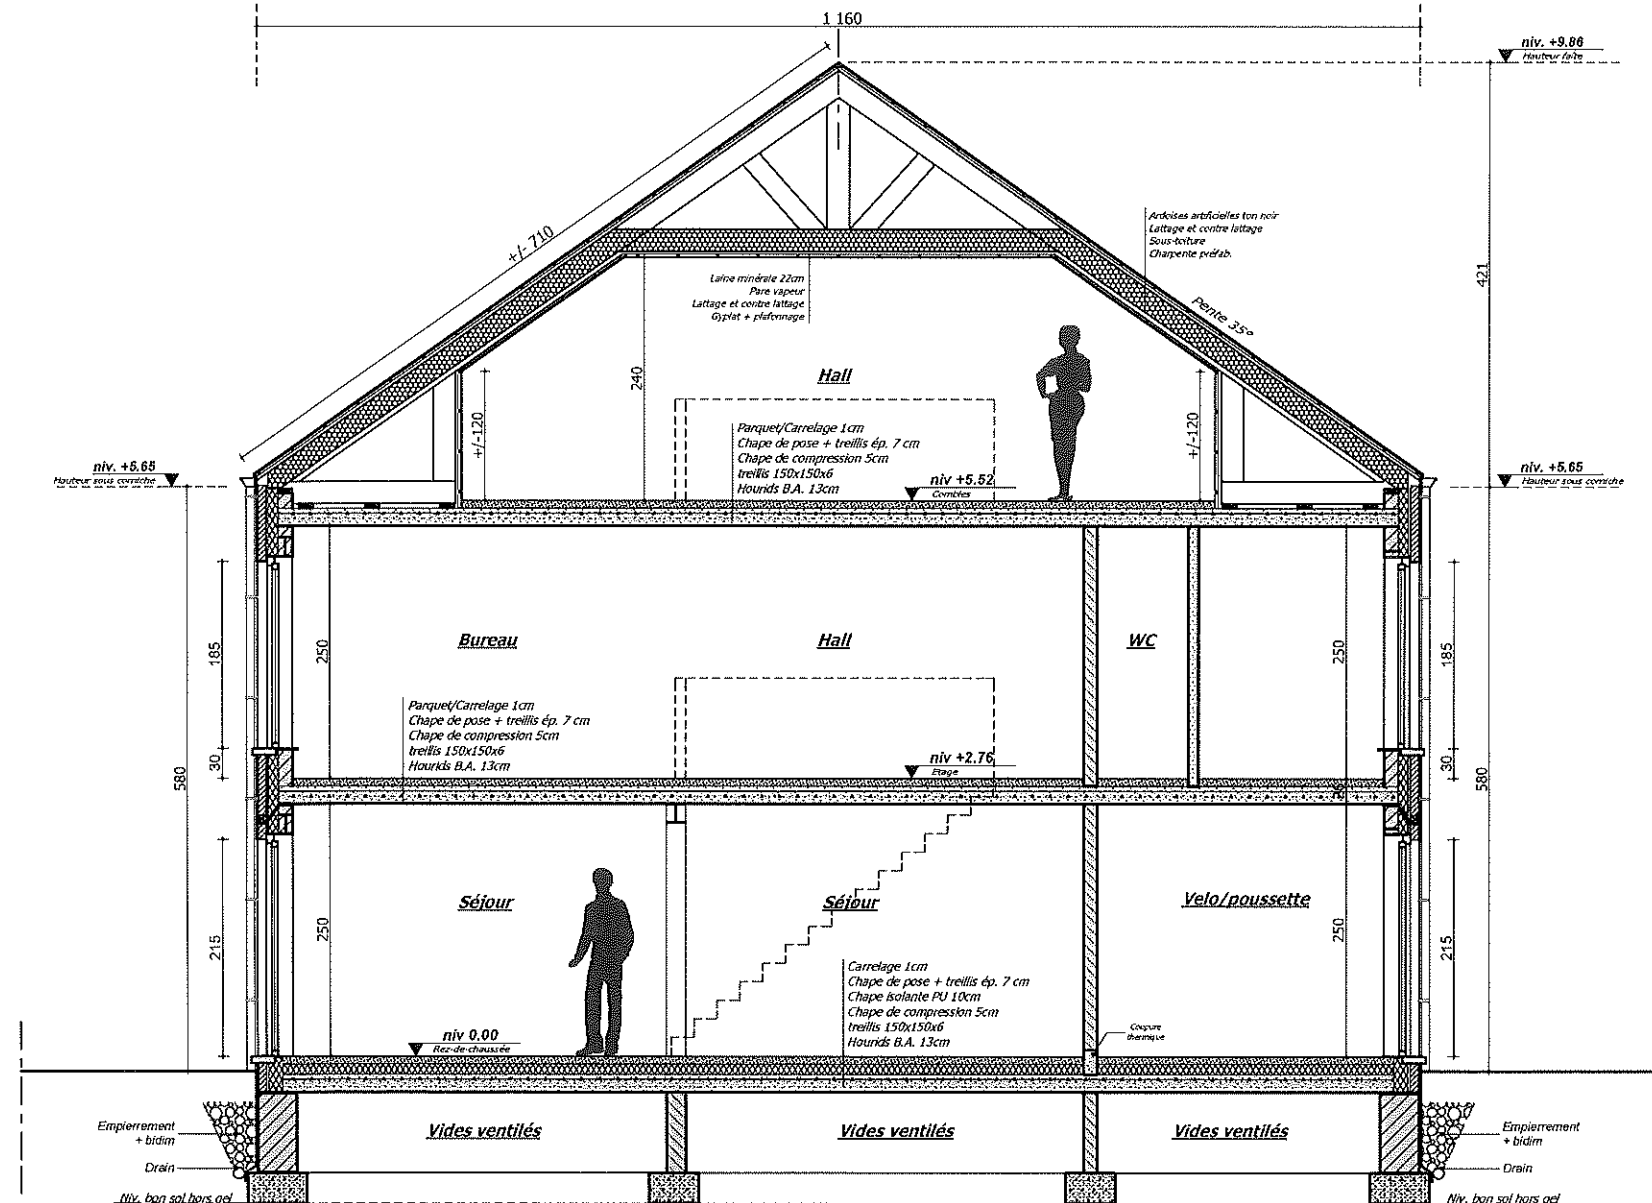 1 160
niv. +9.86
Hauteur faîte
+/- 710
Ardoises artificielles ton noir
Lattage et contre lattage
Sous-toiture
Charpente préfab.
421
Laine minérale 22cm
Pare vapeur
Lattage et contre lattage
Gyplat + plafonnage
Pente 35°
240
Hall
+/-120
+/-120
Parquet/Carrelage 1cm
Chape de pose + treillis ép. 7 cm
Chape de compression 5cm
treillis 150x150x6
Hourids B.A. 13cm
niv. +5.65
Hauteur sous corniche
niv +5.52
Combles
niv. +5.65
Hauteur sous corniche
185
250
Bureau
Hall
WC
250
185
Parquet/Carrelage 1cm
Chape de pose + treillis ép. 7 cm
Chape de compression 5cm
treillis 150x150x6
Hourids B.A. 13cm
30
niv +2.76
Etage
30
580
26
580
215
250
Séjour
Séjour
Velo/poussette
250
215
Carrelage 1cm
Chape de pose + treillis ép. 7 cm
Chape isolante PU 10cm
Chape de compression 5cm
treillis 150x150x6
Hourids B.A. 13cm
niv 0.00
Rez-de-chaussée
Coupure
thermique
Empierrement
+ bidim
Vides ventilés
Vides ventilés
Vides ventilés
Empierrement
+ bidim
Drain
Drain
Niv. bon sol hors gel
Niv. bon sol hors gel